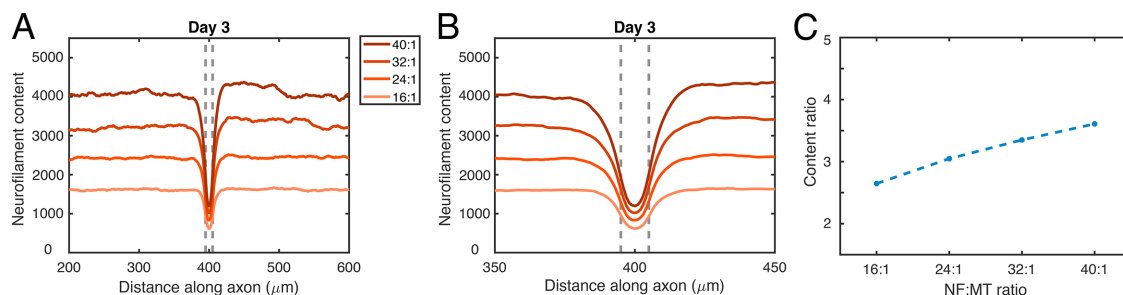 A
Day 3
Neurofilament content
5000
4000
3000
2000
1000
0
200
300
400
500
600
Distance along axon (μm)
40:1
32:1
24:1
16:1
B
Day 3
Neurofilament content
5000
4000
3000
2000
1000
0
350
400
450
Distance along axon (μm)
C
Content ratio
5
4
3
2
16:1
24:1
32:1
40:1
NF:MT ratio